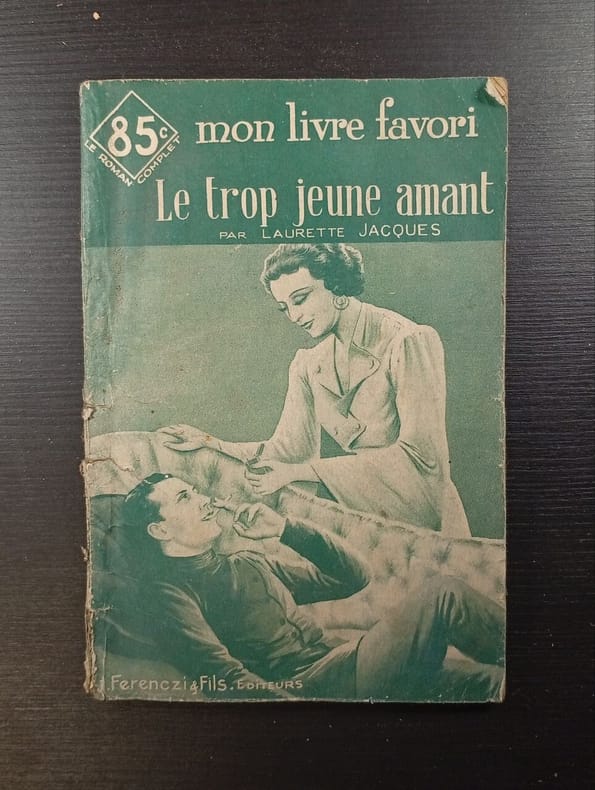 85c
LE ROMAN COMPLET
mon livre favori
Le trop jeune amant
PAR LAURETTE JACQUES
J. Ferenczi & Fils. EDITEURS